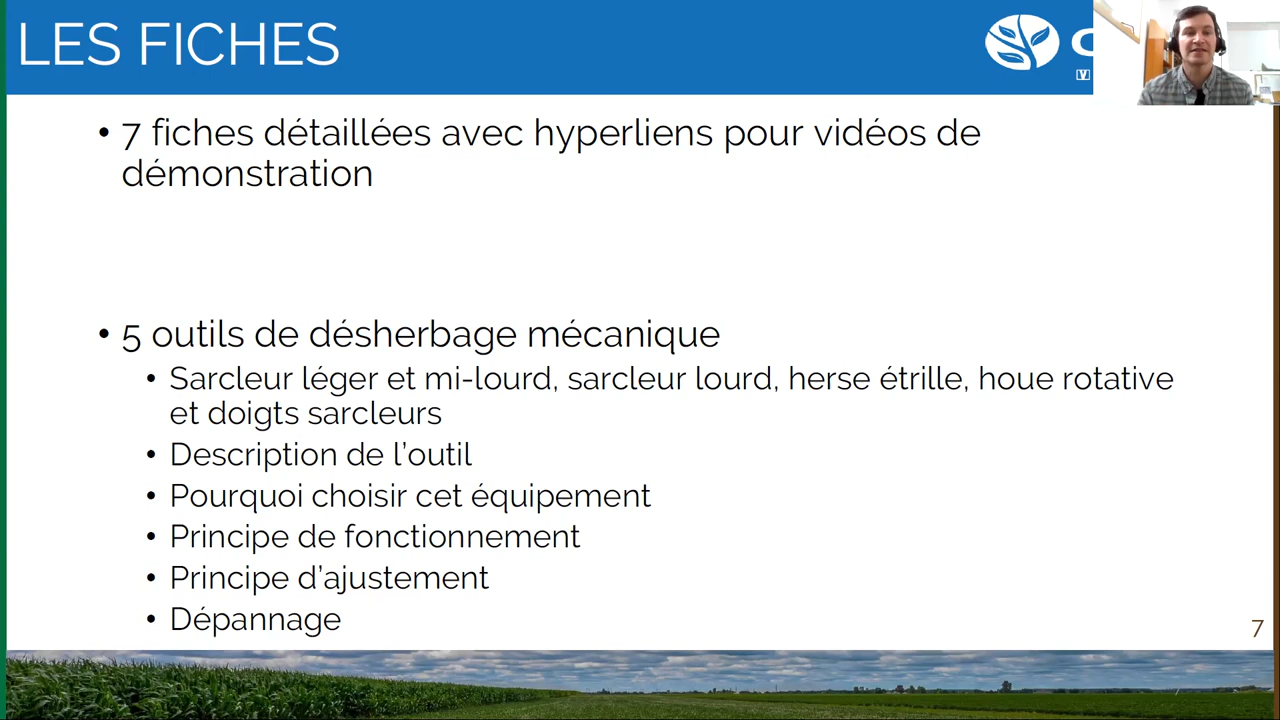 LES FICHES
• 7 fiches détaillées avec hyperliens pour vidéos de
démonstration
• 5 outils de désherbage mécanique
• Sarcleur léger et mi-lourd, sarcleur lourd, herse étrille, houe rotative
et doigts sarcleurs
• Description de l’outil
• Pourquoi choisir cet équipement
• Principe de fonctionnement
• Principe d’ajustement
• Dépannage
7